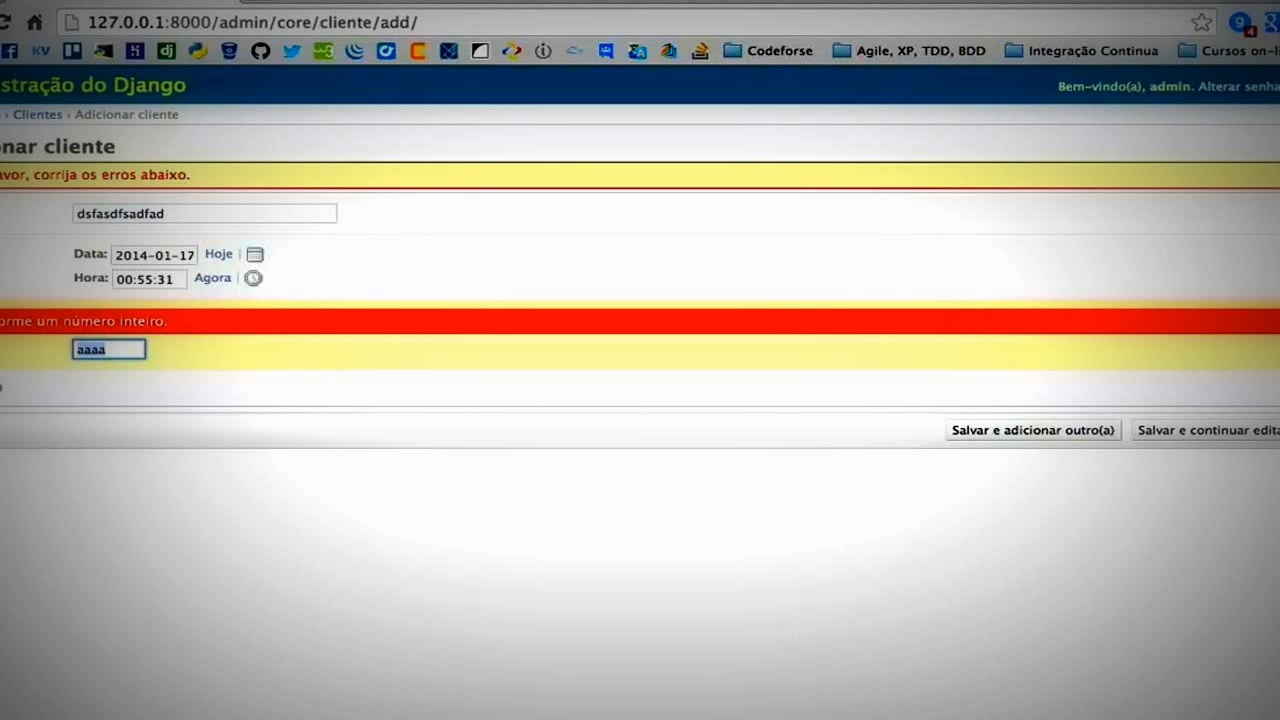 127.0.0.1:8000/admin/core/cliente/add/
KV Codeforse Agile, XP, TDD, BDD Integração Continua Cursos on-li
stração do Django Bem-vindo(a), admin. Alterar senha
› Clientes › Adicionar cliente
onar cliente
avor, corrija os erros abaixo.
dsfasdfsadfad
Data: 2014-01-17 Hoje |
Hora: 00:55:31 Agora |
orme um número inteiro.
aaaa
Salvar e adicionar outro(a) Salvar e continuar edita